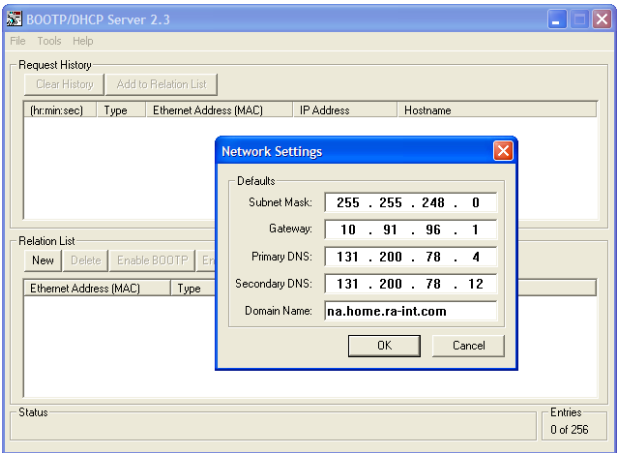 BOOTP/DHCP Server 2.3
File Tools Help
Request History
Clear History Add to Relation List
(hr:min:sec) Type Ethernet Address (MAC) IP Address Hostname
Network Settings
Defaults
Subnet Mask: 255 . 255 . 248 . 0
Gateway: 10 . 91 . 96 . 1
Primary DNS: 131 . 200 . 78 . 4
Secondary DNS: 131 . 200 . 78 . 12
Domain Name: na.home.ra-int.com
OK Cancel
Relation List
New Delete Enable BOOTP
Ethernet Address (MAC) Type
Status
Entries
0 of 256